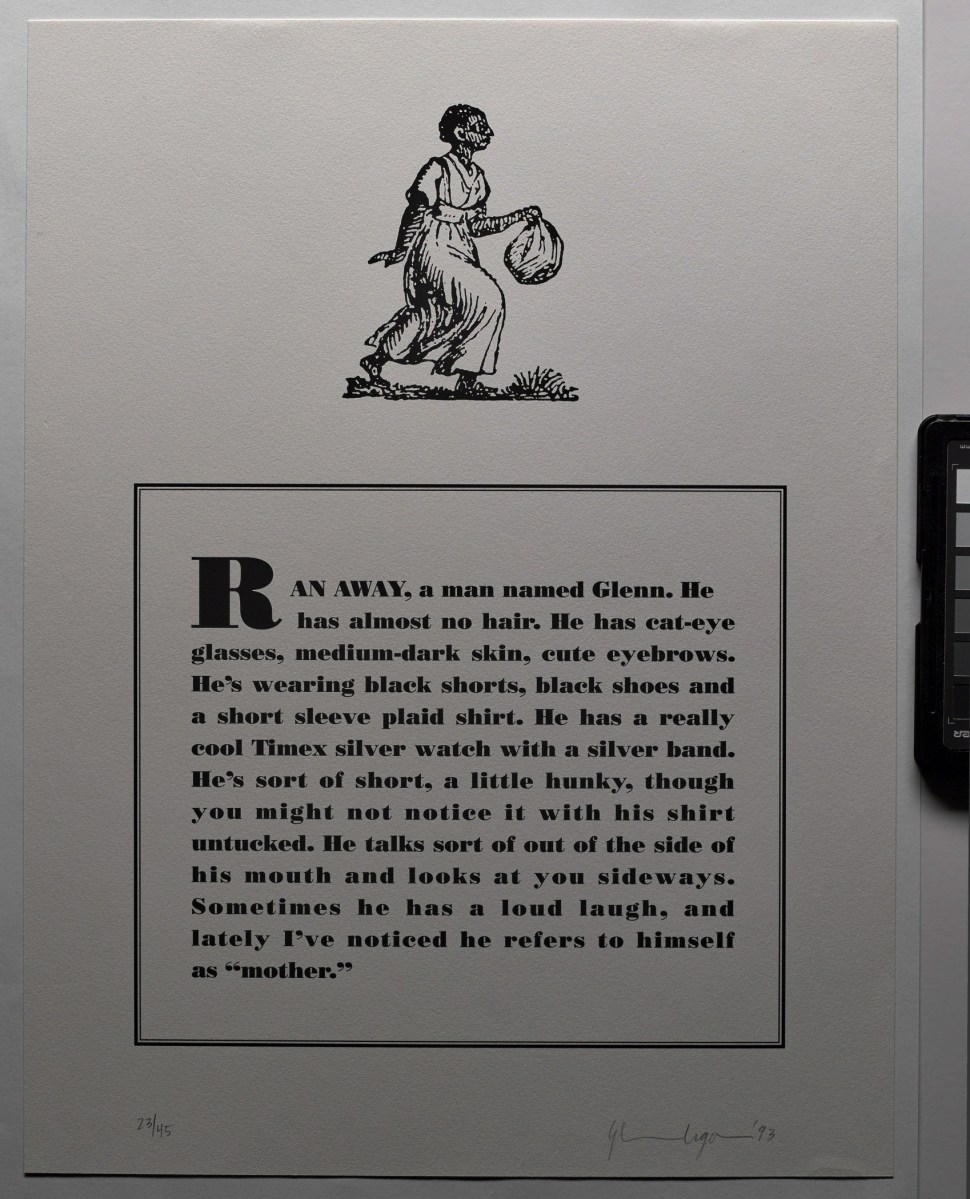 RAN AWAY, a man named Glenn. He
has almost no hair. He has cat-eye
glasses, medium-dark skin, cute eyebrows.
He's wearing black shorts, black shoes and
a short sleeve plaid shirt. He has a really
cool Timex silver watch with a silver band.
He's sort of short, a little hunky, though
you might not notice it with his shirt
untucked. He talks sort of out of the side of
his mouth and looks at you sideways.
Sometimes he has a loud laugh, and
lately I've noticed he refers to himself
as “mother.”
23/45
'93